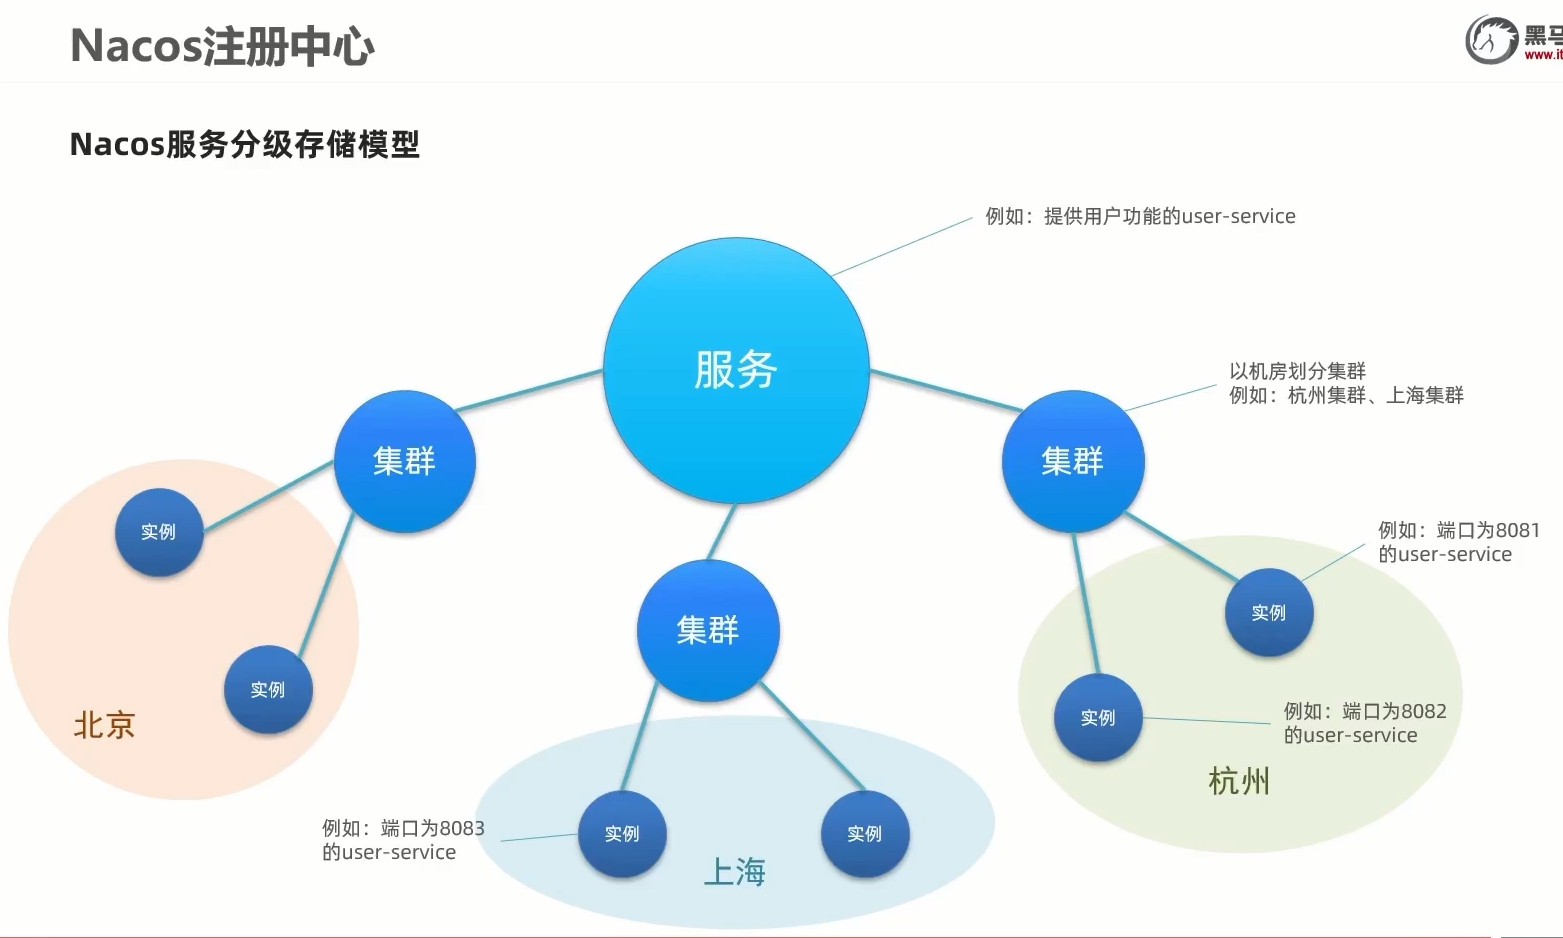 Nacos注册中心
黑马
www.it
Nacos服务分级存储模型
例如：提供用户功能的user-service
服务
以机房划分集群
例如：杭州集群、上海集群
集群
集群
实例
例如：端口为8081
的user-service
实例
集群
实例
北京
实例
例如：端口为8082
的user-service
杭州
例如：端口为8083
的user-service
实例
实例
上海